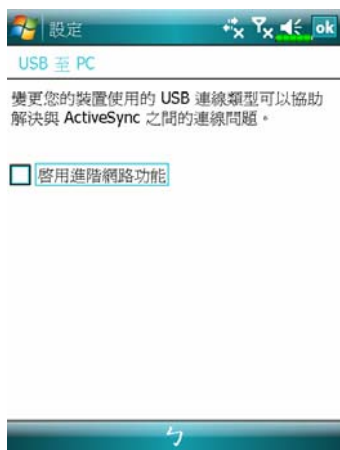 設定
ok
USB 至 PC
變更您的裝置使用的 USB 連線類型可以協助
解決與 ActiveSync 之間的連線問題。
啓用進階網路功能
ㄅ